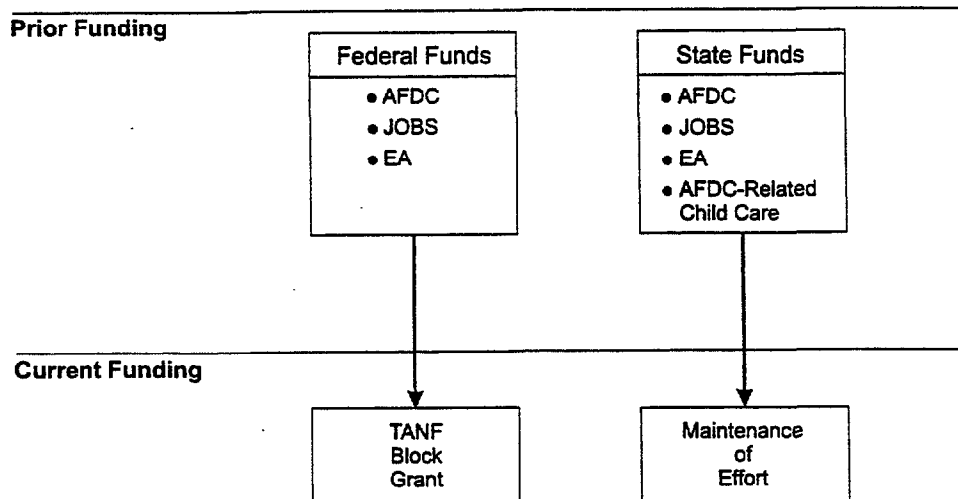 Prior Funding
Federal Funds
• AFDC
• JOBS
• EA
State Funds
• AFDC
• JOBS
• EA
• AFDC-Related
Child Care
Current Funding
TANF
Block
Grant
Maintenance
of
Effort